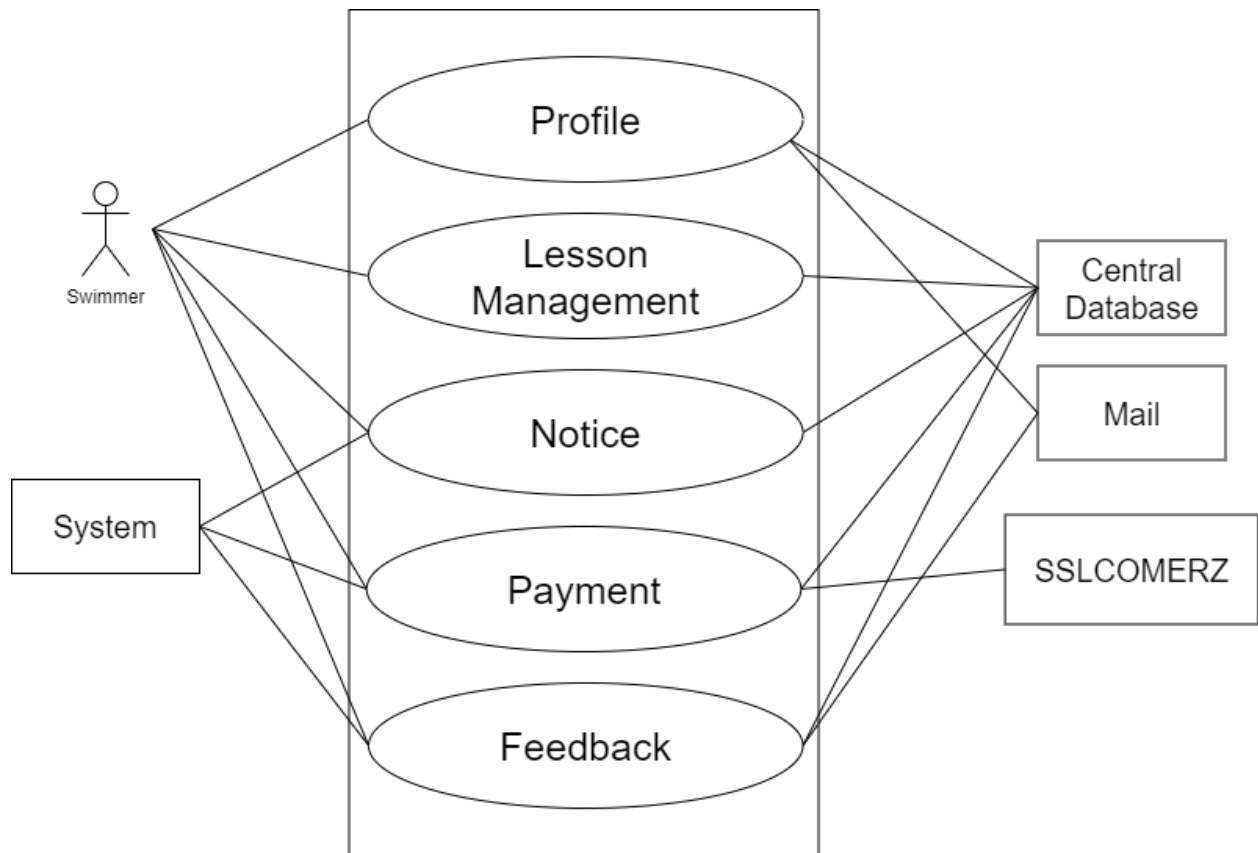 Profile
Lesson
Management
Swimmer
Central
Database
Mail
Notice
System
SSLCOMERZ
Payment
Feedback